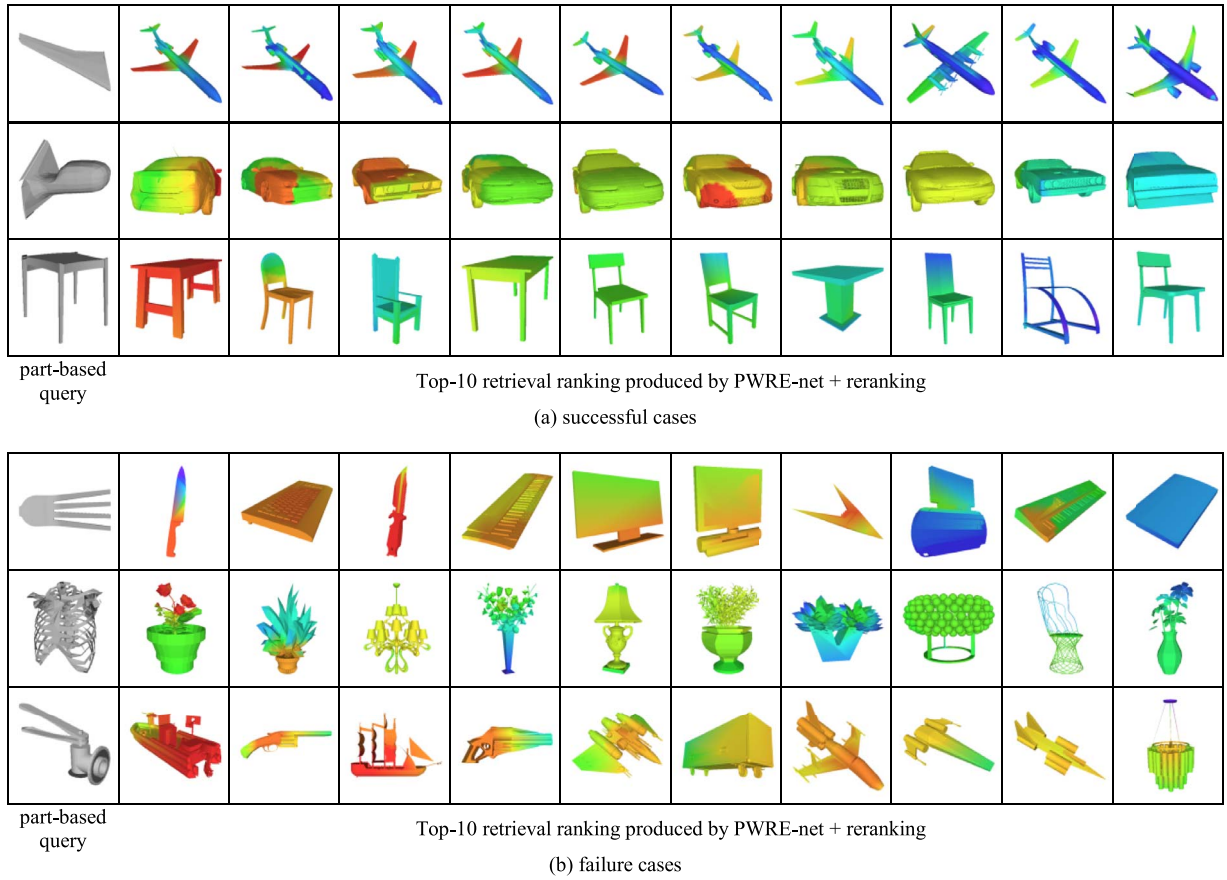 part-based
query
Top-10 retrieval ranking produced by PWRE-net + reranking
(a) successful cases
part-based
query
Top-10 retrieval ranking produced by PWRE-net + reranking
(b) failure cases